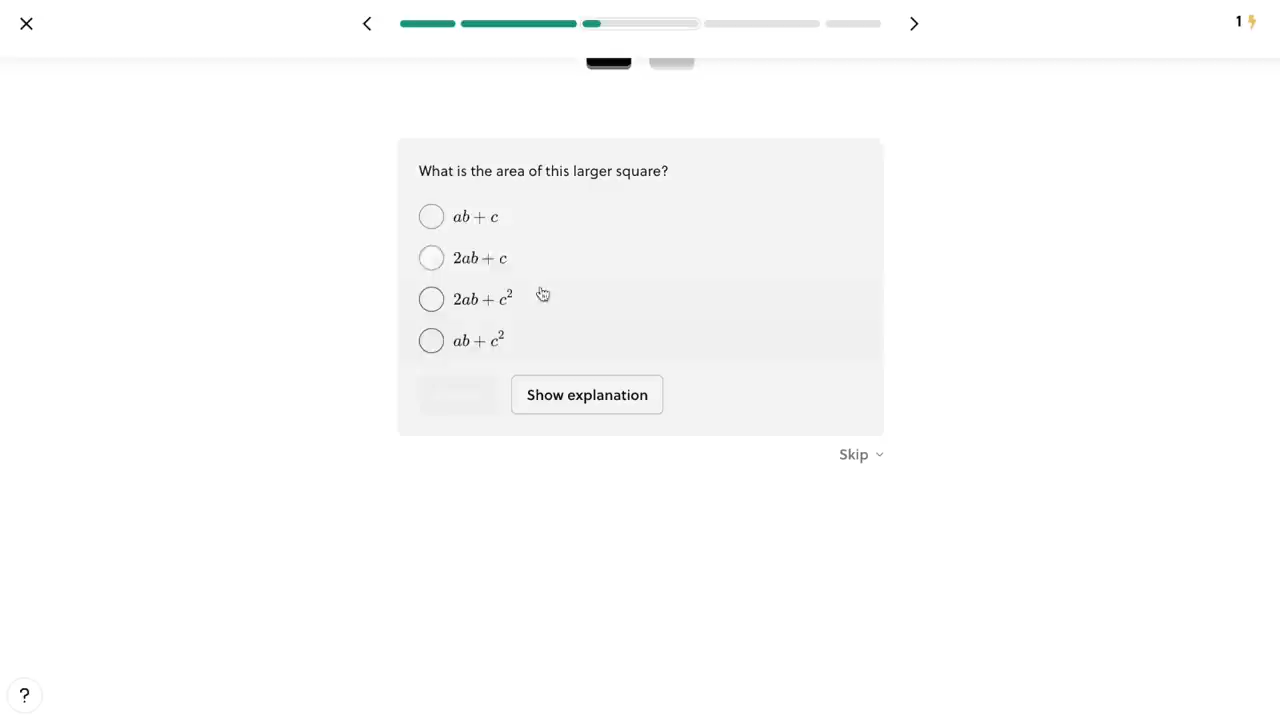 1
What is the area of this larger square?
ab + c
2ab + c
2ab + c²
ab + c²
Show explanation
Skip
?